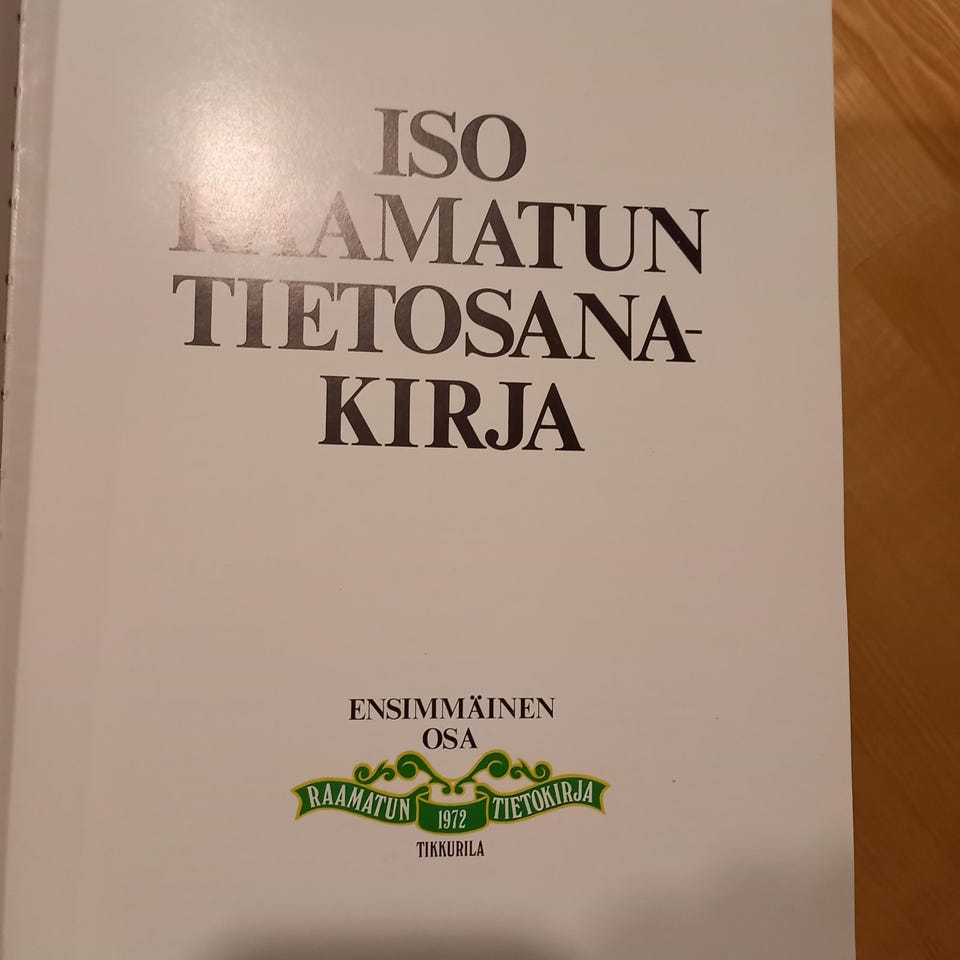 ISO
RAAMATUN
TIETOSANA-
KIRJA
ENSIMMÄINEN
OSA
RAAMATUN 1972 TIETOKIRJA
TIKKURILA